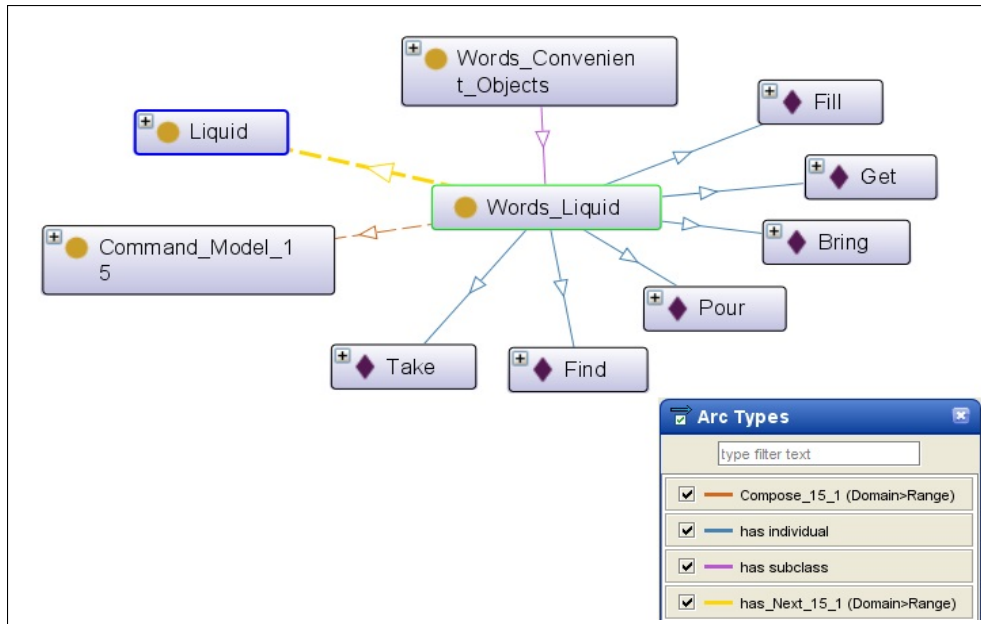 Words_Convenien
t_Objects
Fill
Liquid
Get
Words_Liquid
Command_Model_1
5
Bring
Pour
Take
Find
Arc Types
type filter text
Compose_15_1 (Domain>Range)
has individual
has subclass
has_Next_15_1 (Domain>Range)